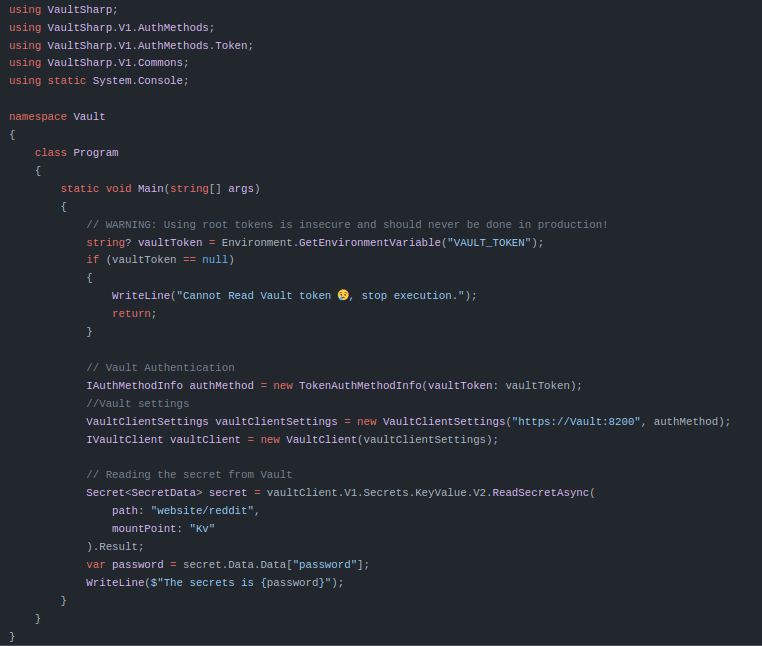 using VaultSharp;
using VaultSharp.V1.AuthMethods;
using VaultSharp.V1.AuthMethods.Token;
using VaultSharp.V1.Commons;
using static System.Console;

namespace Vault
{
    class Program
    {
        static void Main(string[] args)
        {
            // WARNING: Using root tokens is insecure and should never be done in production!
            string? vaultToken = Environment.GetEnvironmentVariable("VAULT_TOKEN");
            if (vaultToken == null)
            {
                WriteLine("Cannot Read Vault token 😢, stop execution.");
                return;
            }

            // Vault Authentication
            IAuthMethodInfo authMethod = new TokenAuthMethodInfo(vaultToken: vaultToken);
            //Vault settings
            VaultClientSettings vaultClientSettings = new VaultClientSettings("https://Vault:8200", authMethod);
            IVaultClient vaultClient = new VaultClient(vaultClientSettings);

            // Reading the secret from Vault
            Secret<SecretData> secret = vaultClient.V1.Secrets.KeyValue.V2.ReadSecretAsync(
                path: "website/reddit",
                mountPoint: "Kv"
            ).Result;
            var password = secret.Data.Data["password"];
            WriteLine($"The secrets is {password}");
        }
    }
}